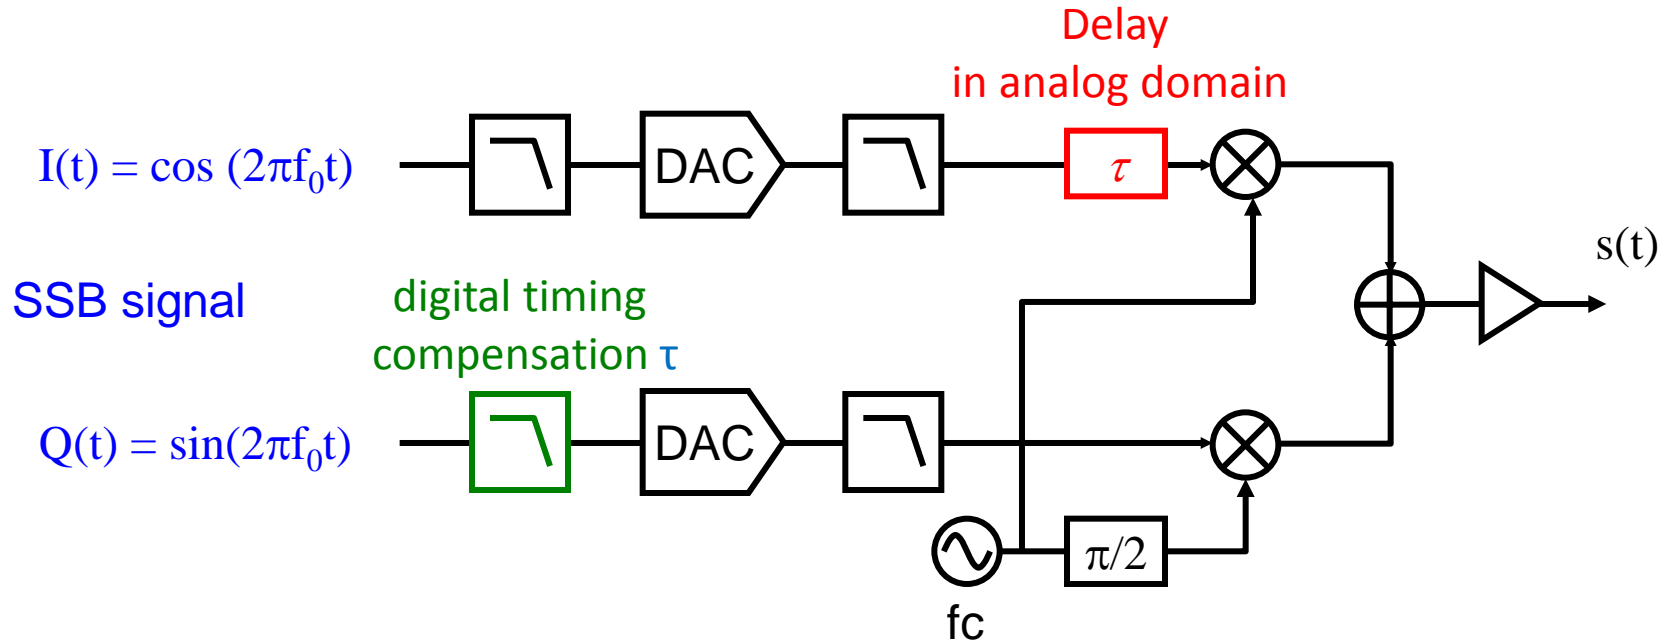 Delay
in analog domain
I(t) = cos (2πf₀t)
DAC
τ
s(t)
SSB signal
digital timing
compensation τ
Q(t) = sin(2πf₀t)
DAC
π/2
fc